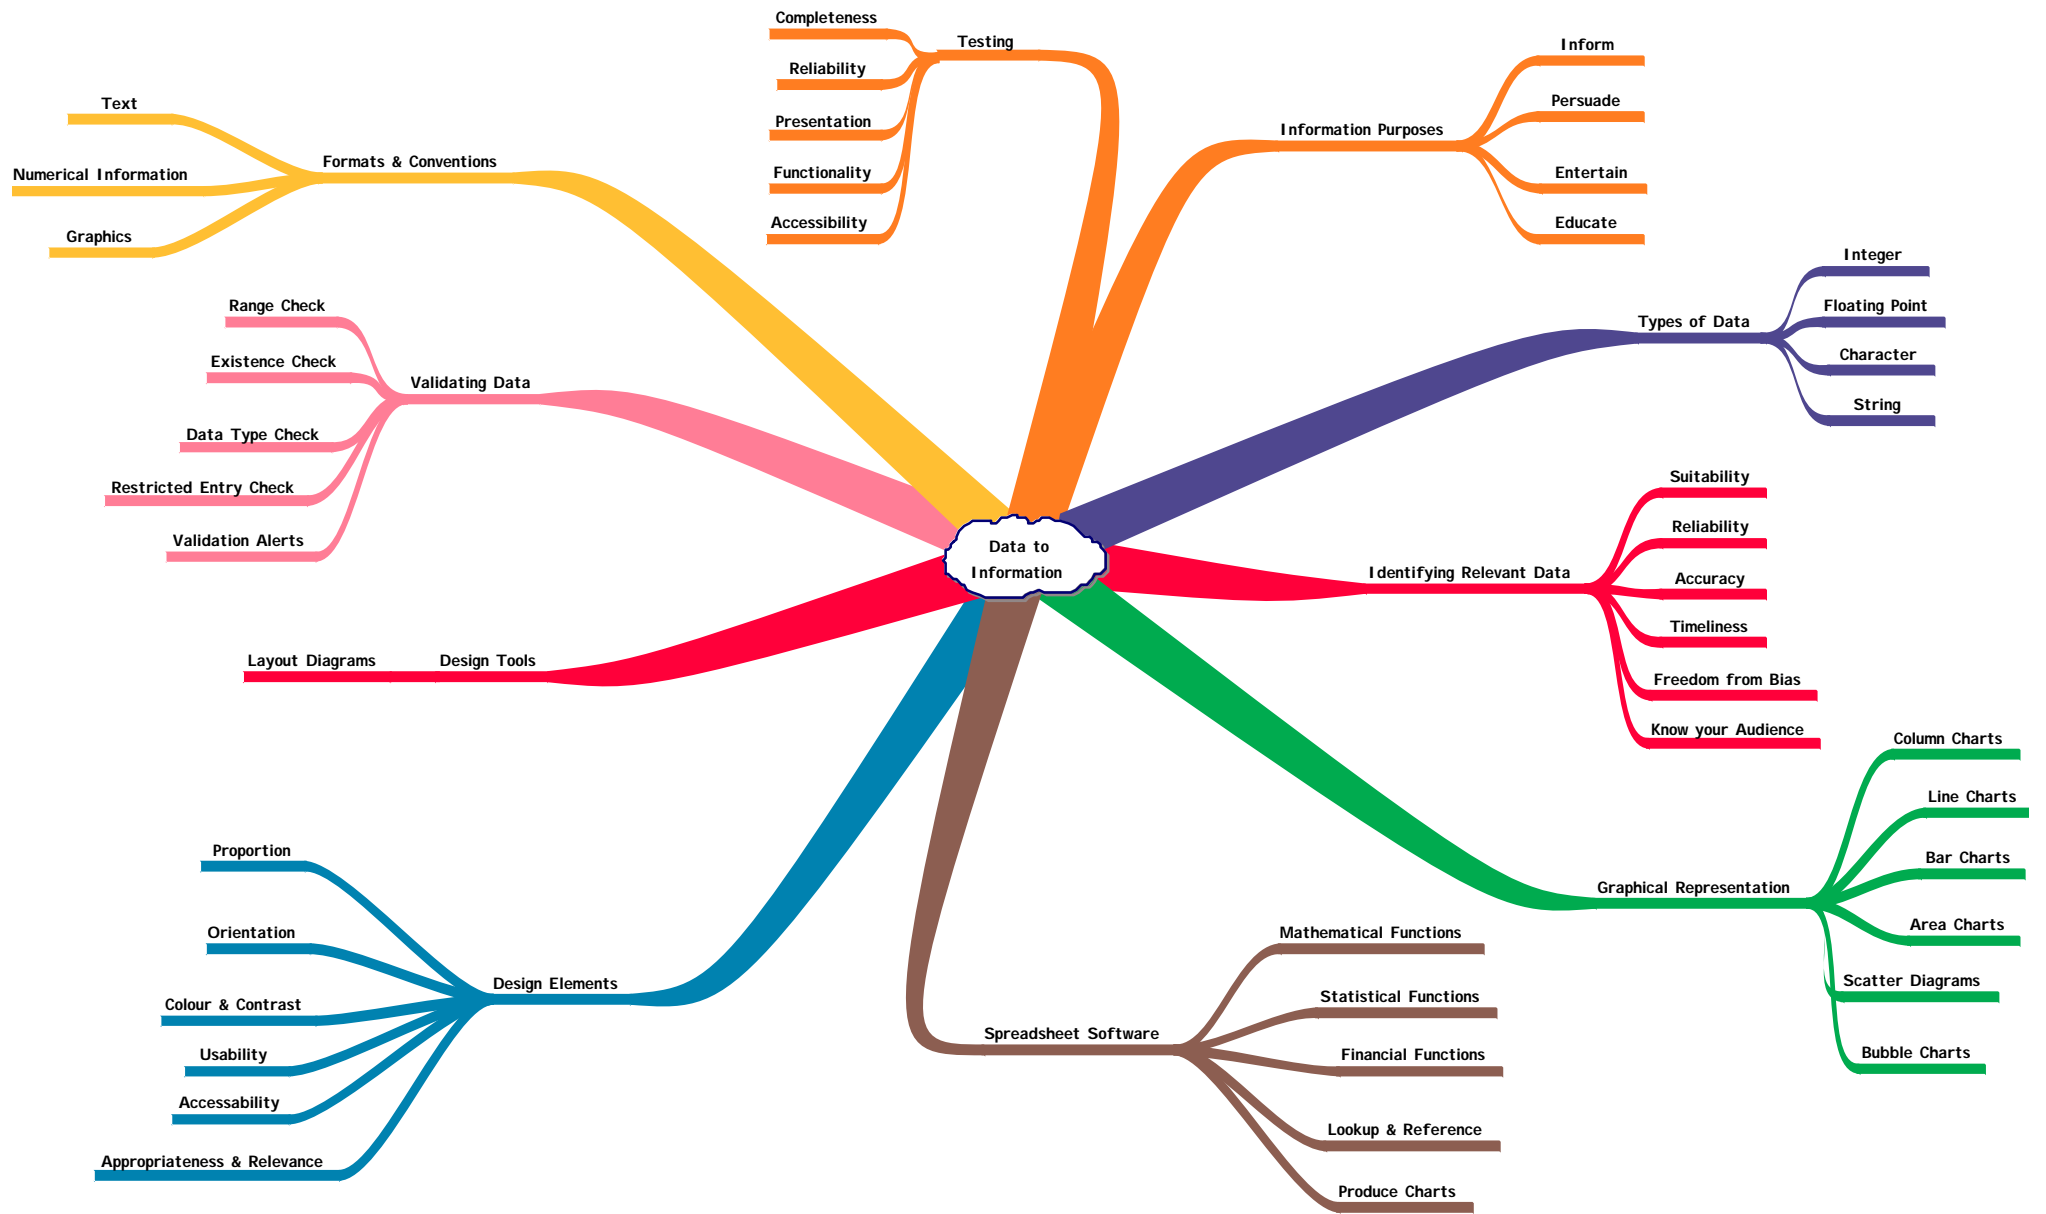 Data to
Information
Testing
Completeness
Reliability
Presentation
Functionality
Accessibility
Information Purposes
Inform
Persuade
Entertain
Educate
Types of Data
Integer
Floating Point
Character
String
Identifying Relevant Data
Suitability
Reliability
Accuracy
Timeliness
Freedom from Bias
Know your Audience
Graphical Representation
Column Charts
Line Charts
Bar Charts
Area Charts
Scatter Diagrams
Bubble Charts
Spreadsheet Software
Mathematical Functions
Statistical Functions
Financial Functions
Lookup & Reference
Produce Charts
Design Elements
Proportion
Orientation
Colour & Contrast
Usability
Accessability
Appropriateness & Relevance
Design Tools
Layout Diagrams
Validating Data
Range Check
Existence Check
Data Type Check
Restricted Entry Check
Validation Alerts
Formats & Conventions
Text
Numerical Information
Graphics